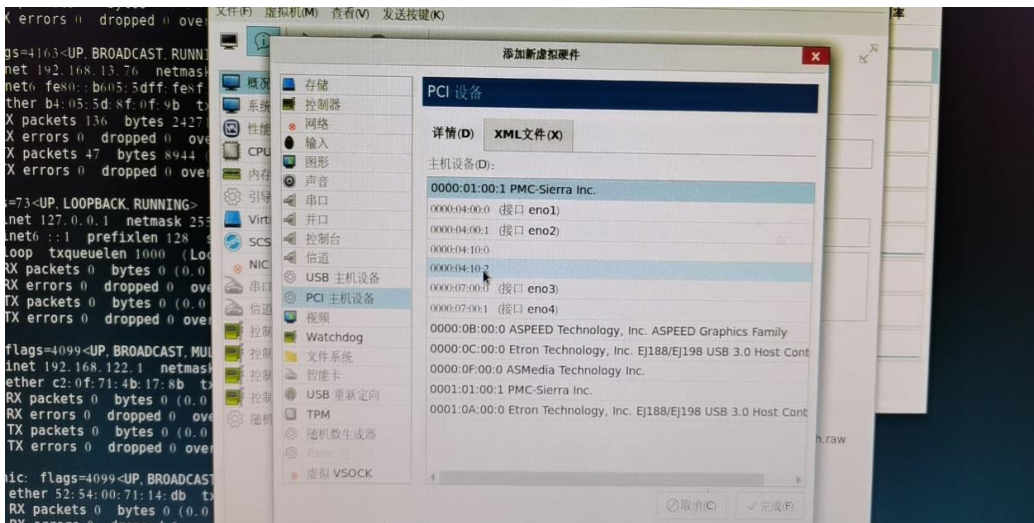 X errors 0 dropped 0 over
gs=4163<UP,BROADCAST,RUNN
net 192.168.13.76 netmask
net6 fe80::b605:5dff:fe8f
ther b4:05:5d:8f:0f:9b t
X packets 136 bytes 2427
X errors 0 dropped 0 ove
X packets 47 bytes 8944 (
X errors 0 dropped 0 over
=73<UP,LOOPBACK,RUNNING>
inet 127.0.0.1 netmask 255
inet6 ::1 prefixlen 128
loop txqueuelen 1000 (Loc
RX packets 0 bytes 0 (0.0
RX errors 0 dropped 0 ove
TX packets 0 bytes 0 (0.0
TX errors 0 dropped 0 over
flags=4099<UP,BROADCAST,MUL
inet 192.168.122.1 netmask
ether c2:0f:71:4b:17:8b t
RX packets 0 bytes 0 (0.0
RX errors 0 dropped 0 ove
TX packets 0 bytes 0 (0.0
TX errors 0 dropped 0 over
nic: flags=4099<UP,BROADCAST
ether 52:54:00:71:14:db t
RX packets 0 bytes 0 (0.0
文件(F) 虚拟机(M) 查看(V) 发送按键(K)
率
概况
系统
性能
CPU
内存
引导
Virt
SCS
NIC
串口
信道
控制
控制
控制
控制
随机
添加新虚拟硬件
存储
控制器
网络
输入
图形
声音
串口
并口
控制台
信道
USB 主机设备
PCI 主机设备
视频
Watchdog
文件系统
智能卡
USB 重新定向
TPM
随机数生成器
Panic
虚拟 VSOCK
PCI 设备
详情(D) XML文件(X)
主机设备(D):
0000:01:00:1 PMC-Sierra Inc.
0000:04:00:0 (接口 eno1)
0000:04:00:1 (接口 eno2)
0000:04:10:0
0000:04:10:2
0000:07:00:0 (接口 eno3)
0000:07:00:1 (接口 eno4)
0000:0B:00:0 ASPEED Technology, Inc. ASPEED Graphics Family
0000:0C:00:0 Etron Technology, Inc. EJ188/EJ198 USB 3.0 Host Cont
0000:0F:00:0 ASMedia Technology Inc.
0001:01:00:1 PMC-Sierra Inc.
0001:0A:00:0 Etron Technology, Inc. EJ188/EJ198 USB 3.0 Host Cont
h.raw
取消(C) 完成(F)